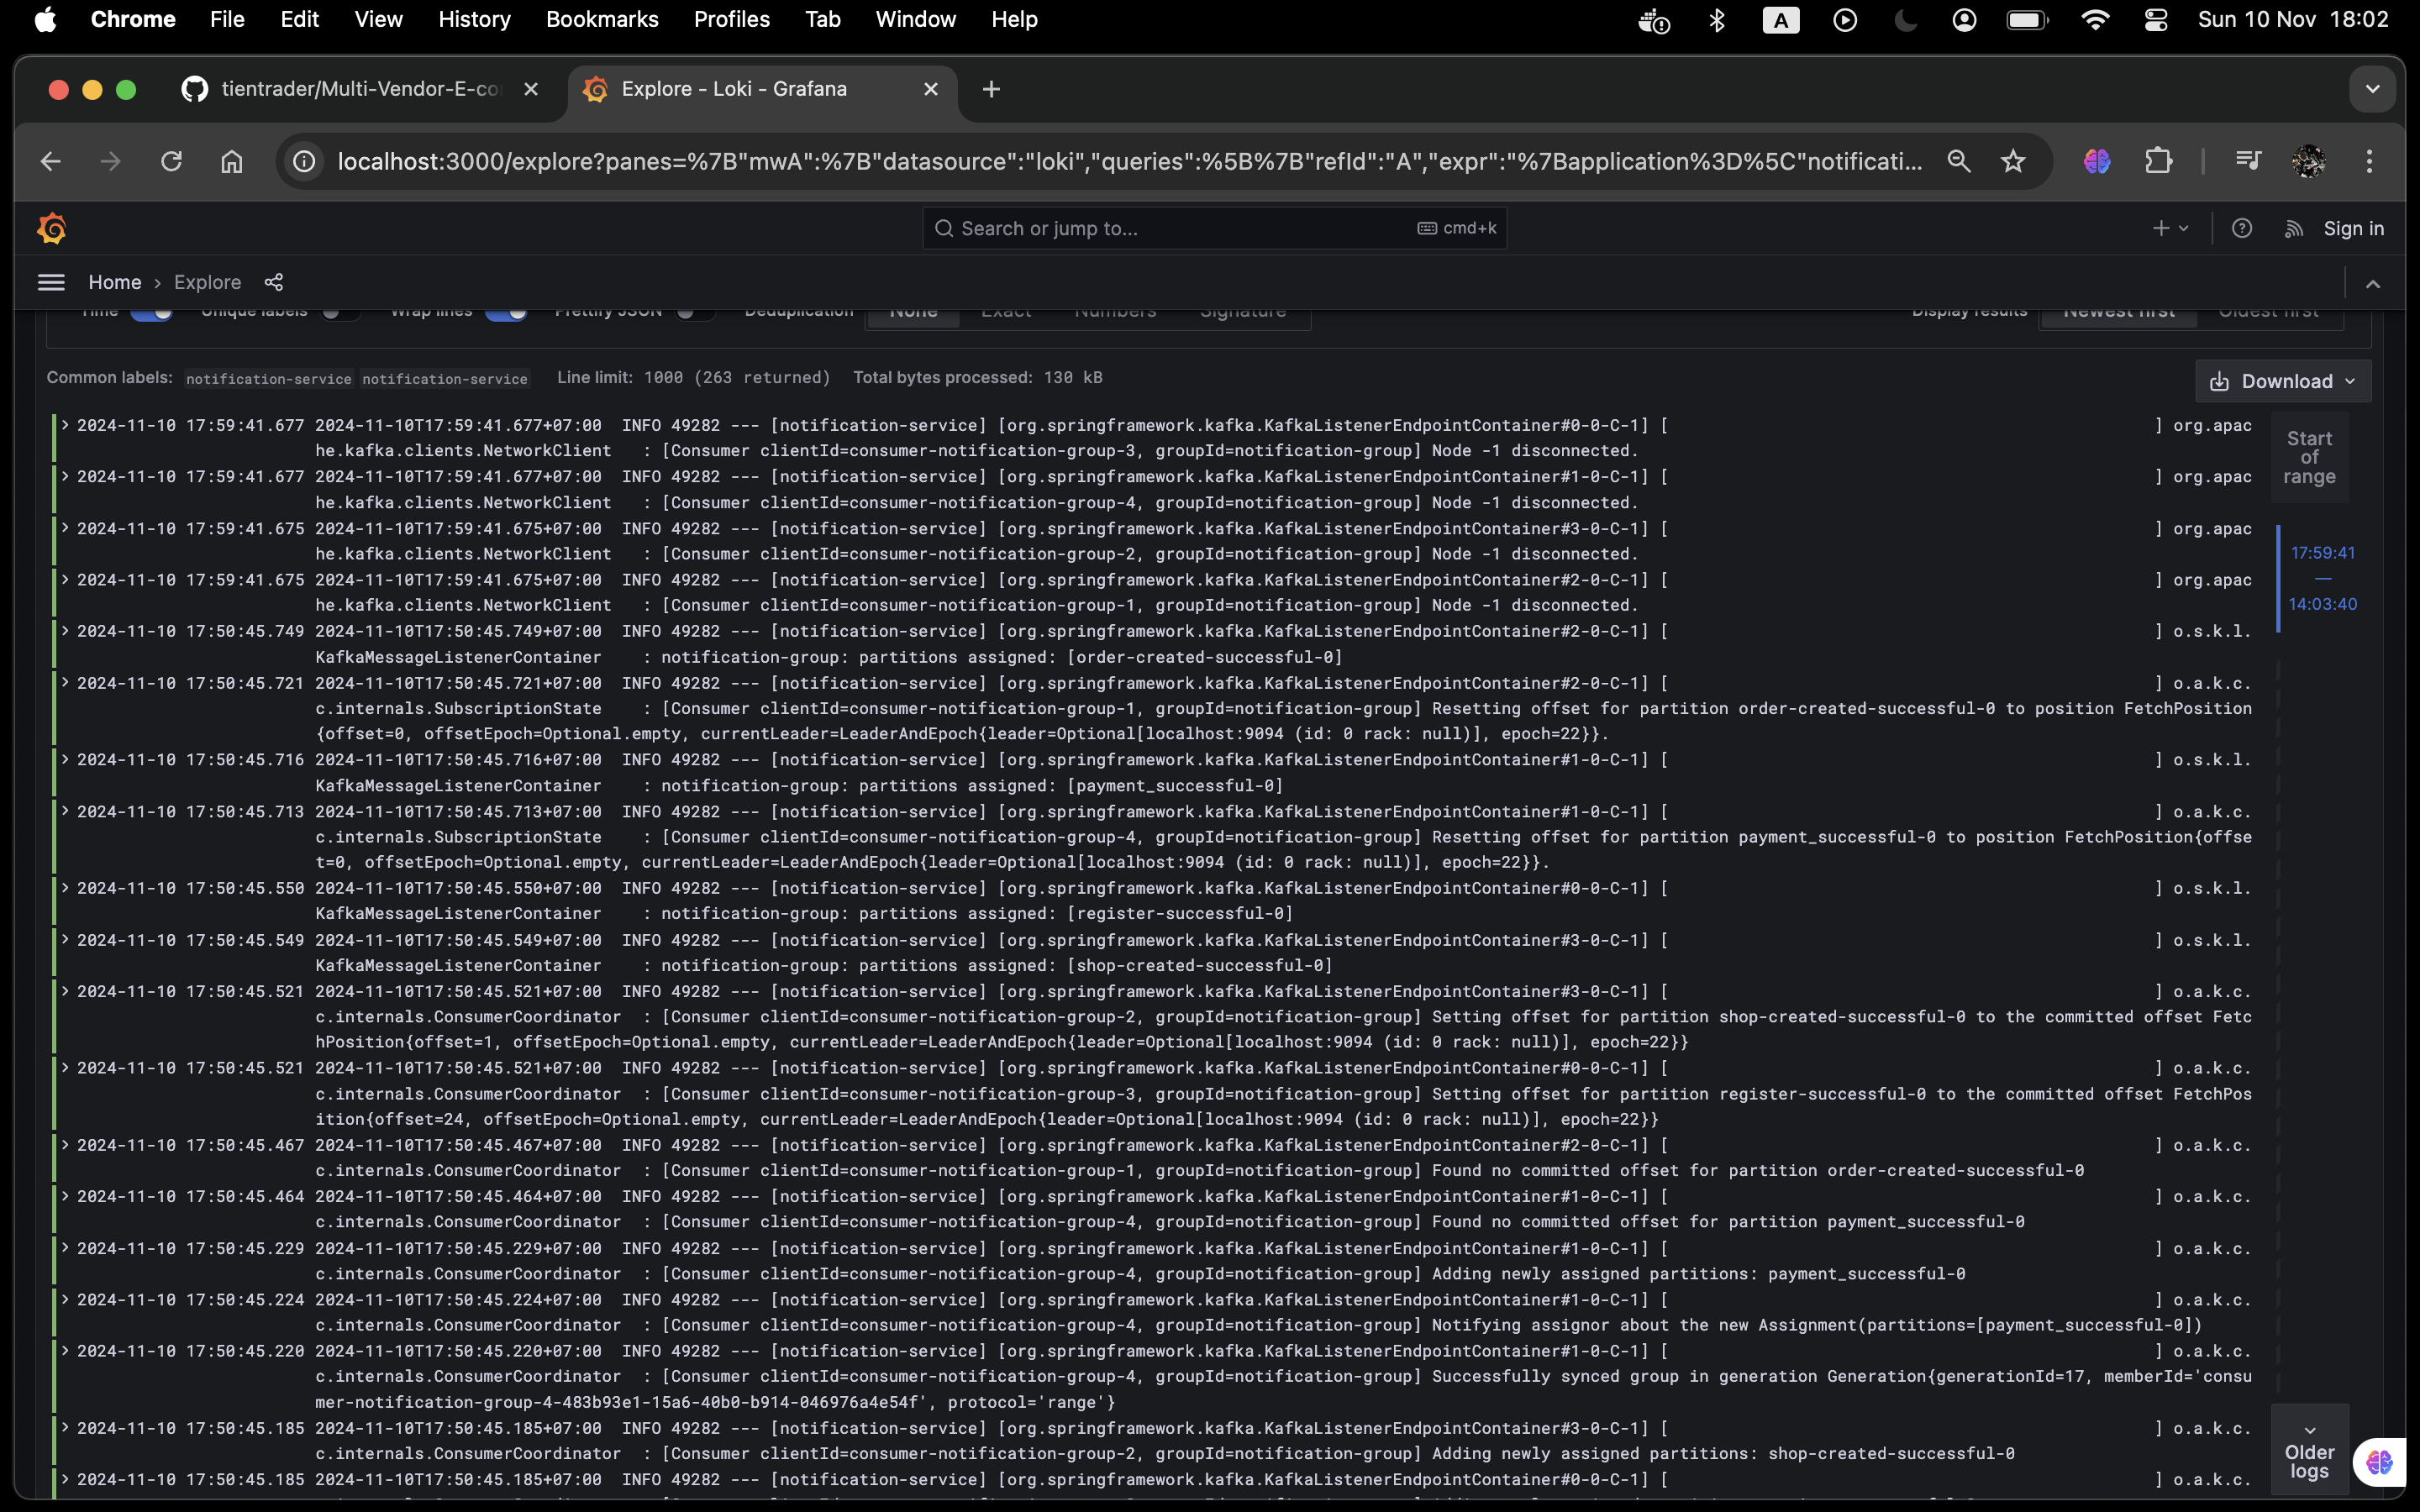 Chrome File Edit View History Bookmarks Profiles Tab Window Help A Sun 10 Nov 18:02
tientrader/Multi-Vendor-E-co Explore - Loki - Grafana
localhost:3000/explore?panes=%7B"mwA":%7B"datasource":"loki","queries":%5B%7B"refId":"A","expr":"%7Bapplication%3D%5C"notificati...
Search or jump to... cmd+k Sign in
Home › Explore
Time Unique labels Wrap lines Prettify JSON Deduplication None Exact Numbers Signature Display results Newest first Oldest first
Common labels: notification-service notification-service Line limit: 1000 (263 returned) Total bytes processed: 130 kB Download
2024-11-10 17:59:41.677 2024-11-10T17:59:41.677+07:00 INFO 49282 --- [notification-service] [org.springframework.kafka.KafkaListenerEndpointContainer#0-0-C-1] [ ] org.apac
he.kafka.clients.NetworkClient : [Consumer clientId=consumer-notification-group-3, groupId=notification-group] Node -1 disconnected.
2024-11-10 17:59:41.677 2024-11-10T17:59:41.677+07:00 INFO 49282 --- [notification-service] [org.springframework.kafka.KafkaListenerEndpointContainer#1-0-C-1] [ ] org.apac
he.kafka.clients.NetworkClient : [Consumer clientId=consumer-notification-group-4, groupId=notification-group] Node -1 disconnected.
2024-11-10 17:59:41.675 2024-11-10T17:59:41.675+07:00 INFO 49282 --- [notification-service] [org.springframework.kafka.KafkaListenerEndpointContainer#3-0-C-1] [ ] org.apac
he.kafka.clients.NetworkClient : [Consumer clientId=consumer-notification-group-2, groupId=notification-group] Node -1 disconnected.
2024-11-10 17:59:41.675 2024-11-10T17:59:41.675+07:00 INFO 49282 --- [notification-service] [org.springframework.kafka.KafkaListenerEndpointContainer#2-0-C-1] [ ] org.apac
he.kafka.clients.NetworkClient : [Consumer clientId=consumer-notification-group-1, groupId=notification-group] Node -1 disconnected.
2024-11-10 17:50:45.749 2024-11-10T17:50:45.749+07:00 INFO 49282 --- [notification-service] [org.springframework.kafka.KafkaListenerEndpointContainer#2-0-C-1] [ ] o.s.k.l.
KafkaMessageListenerContainer : notification-group: partitions assigned: [order-created-successful-0]
2024-11-10 17:50:45.721 2024-11-10T17:50:45.721+07:00 INFO 49282 --- [notification-service] [org.springframework.kafka.KafkaListenerEndpointContainer#2-0-C-1] [ ] o.a.k.c.
c.internals.SubscriptionState : [Consumer clientId=consumer-notification-group-1, groupId=notification-group] Resetting offset for partition order-created-successful-0 to position FetchPosition
{offset=0, offsetEpoch=Optional.empty, currentLeader=LeaderAndEpoch{leader=Optional[localhost:9094 (id: 0 rack: null)], epoch=22}}.
2024-11-10 17:50:45.716 2024-11-10T17:50:45.716+07:00 INFO 49282 --- [notification-service] [org.springframework.kafka.KafkaListenerEndpointContainer#1-0-C-1] [ ] o.s.k.l.
KafkaMessageListenerContainer : notification-group: partitions assigned: [payment_successful-0]
2024-11-10 17:50:45.713 2024-11-10T17:50:45.713+07:00 INFO 49282 --- [notification-service] [org.springframework.kafka.KafkaListenerEndpointContainer#1-0-C-1] [ ] o.a.k.c.
c.internals.SubscriptionState : [Consumer clientId=consumer-notification-group-4, groupId=notification-group] Resetting offset for partition payment_successful-0 to position FetchPosition{offse
t=0, offsetEpoch=Optional.empty, currentLeader=LeaderAndEpoch{leader=Optional[localhost:9094 (id: 0 rack: null)], epoch=22}}.
2024-11-10 17:50:45.550 2024-11-10T17:50:45.550+07:00 INFO 49282 --- [notification-service] [org.springframework.kafka.KafkaListenerEndpointContainer#0-0-C-1] [ ] o.s.k.l.
KafkaMessageListenerContainer : notification-group: partitions assigned: [register-successful-0]
2024-11-10 17:50:45.549 2024-11-10T17:50:45.549+07:00 INFO 49282 --- [notification-service] [org.springframework.kafka.KafkaListenerEndpointContainer#3-0-C-1] [ ] o.s.k.l.
KafkaMessageListenerContainer : notification-group: partitions assigned: [shop-created-successful-0]
2024-11-10 17:50:45.521 2024-11-10T17:50:45.521+07:00 INFO 49282 --- [notification-service] [org.springframework.kafka.KafkaListenerEndpointContainer#3-0-C-1] [ ] o.a.k.c.
c.internals.ConsumerCoordinator : [Consumer clientId=consumer-notification-group-2, groupId=notification-group] Setting offset for partition shop-created-successful-0 to the committed offset Fetc
hPosition{offset=1, offsetEpoch=Optional.empty, currentLeader=LeaderAndEpoch{leader=Optional[localhost:9094 (id: 0 rack: null)], epoch=22}}
2024-11-10 17:50:45.521 2024-11-10T17:50:45.521+07:00 INFO 49282 --- [notification-service] [org.springframework.kafka.KafkaListenerEndpointContainer#0-0-C-1] [ ] o.a.k.c.
c.internals.ConsumerCoordinator : [Consumer clientId=consumer-notification-group-3, groupId=notification-group] Setting offset for partition register-successful-0 to the committed offset FetchPos
ition{offset=24, offsetEpoch=Optional.empty, currentLeader=LeaderAndEpoch{leader=Optional[localhost:9094 (id: 0 rack: null)], epoch=22}}
2024-11-10 17:50:45.467 2024-11-10T17:50:45.467+07:00 INFO 49282 --- [notification-service] [org.springframework.kafka.KafkaListenerEndpointContainer#2-0-C-1] [ ] o.a.k.c.
c.internals.ConsumerCoordinator : [Consumer clientId=consumer-notification-group-1, groupId=notification-group] Found no committed offset for partition order-created-successful-0
2024-11-10 17:50:45.464 2024-11-10T17:50:45.464+07:00 INFO 49282 --- [notification-service] [org.springframework.kafka.KafkaListenerEndpointContainer#1-0-C-1] [ ] o.a.k.c.
c.internals.ConsumerCoordinator : [Consumer clientId=consumer-notification-group-4, groupId=notification-group] Found no committed offset for partition payment_successful-0
2024-11-10 17:50:45.229 2024-11-10T17:50:45.229+07:00 INFO 49282 --- [notification-service] [org.springframework.kafka.KafkaListenerEndpointContainer#1-0-C-1] [ ] o.a.k.c.
c.internals.ConsumerCoordinator : [Consumer clientId=consumer-notification-group-4, groupId=notification-group] Adding newly assigned partitions: payment_successful-0
2024-11-10 17:50:45.224 2024-11-10T17:50:45.224+07:00 INFO 49282 --- [notification-service] [org.springframework.kafka.KafkaListenerEndpointContainer#1-0-C-1] [ ] o.a.k.c.
c.internals.ConsumerCoordinator : [Consumer clientId=consumer-notification-group-4, groupId=notification-group] Notifying assignor about the new Assignment(partitions=[payment_successful-0])
2024-11-10 17:50:45.220 2024-11-10T17:50:45.220+07:00 INFO 49282 --- [notification-service] [org.springframework.kafka.KafkaListenerEndpointContainer#1-0-C-1] [ ] o.a.k.c.
c.internals.ConsumerCoordinator : [Consumer clientId=consumer-notification-group-4, groupId=notification-group] Successfully synced group in generation Generation{generationId=17, memberId='consu
mer-notification-group-4-483b93e1-15a6-40b0-b914-046976a4e54f', protocol='range'}
2024-11-10 17:50:45.185 2024-11-10T17:50:45.185+07:00 INFO 49282 --- [notification-service] [org.springframework.kafka.KafkaListenerEndpointContainer#3-0-C-1] [ ] o.a.k.c.
c.internals.ConsumerCoordinator : [Consumer clientId=consumer-notification-group-2, groupId=notification-group] Adding newly assigned partitions: shop-created-successful-0
2024-11-10 17:50:45.185 2024-11-10T17:50:45.185+07:00 INFO 49282 --- [notification-service] [org.springframework.kafka.KafkaListenerEndpointContainer#0-0-C-1] [ ] o.a.k.c.
Start
of
range
17:59:41
—
14:03:40
Older
logs